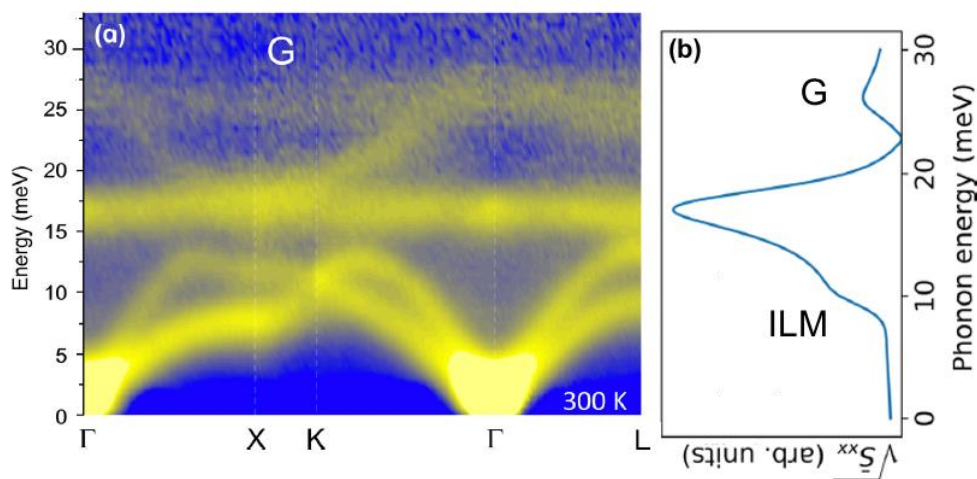 (a)
G
30
25
20
15
10
5
0
Energy (meV)
300 K
Γ
X
K
Γ
L
(b)
G
ILM
30
20
10
0
Phonon energy (meV)
√S̄xx (arb. units)